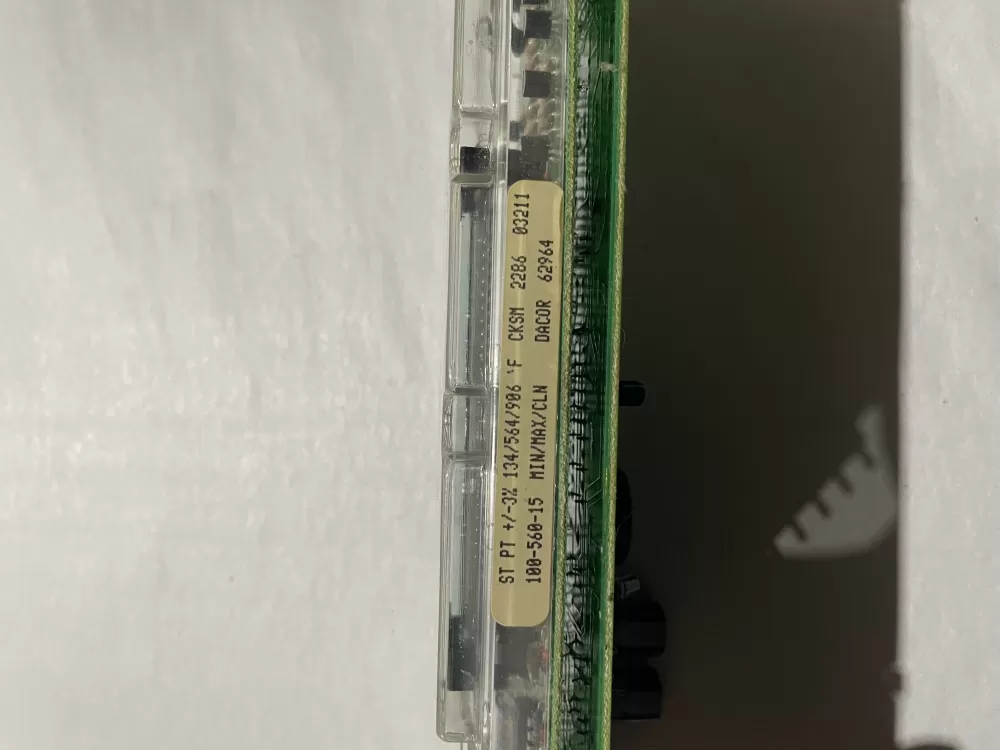 ST PT +/-3% 134/564/906 °F CKSM 2286 03211
100-560-15 MIN/MAX/CLN DACOR 62964